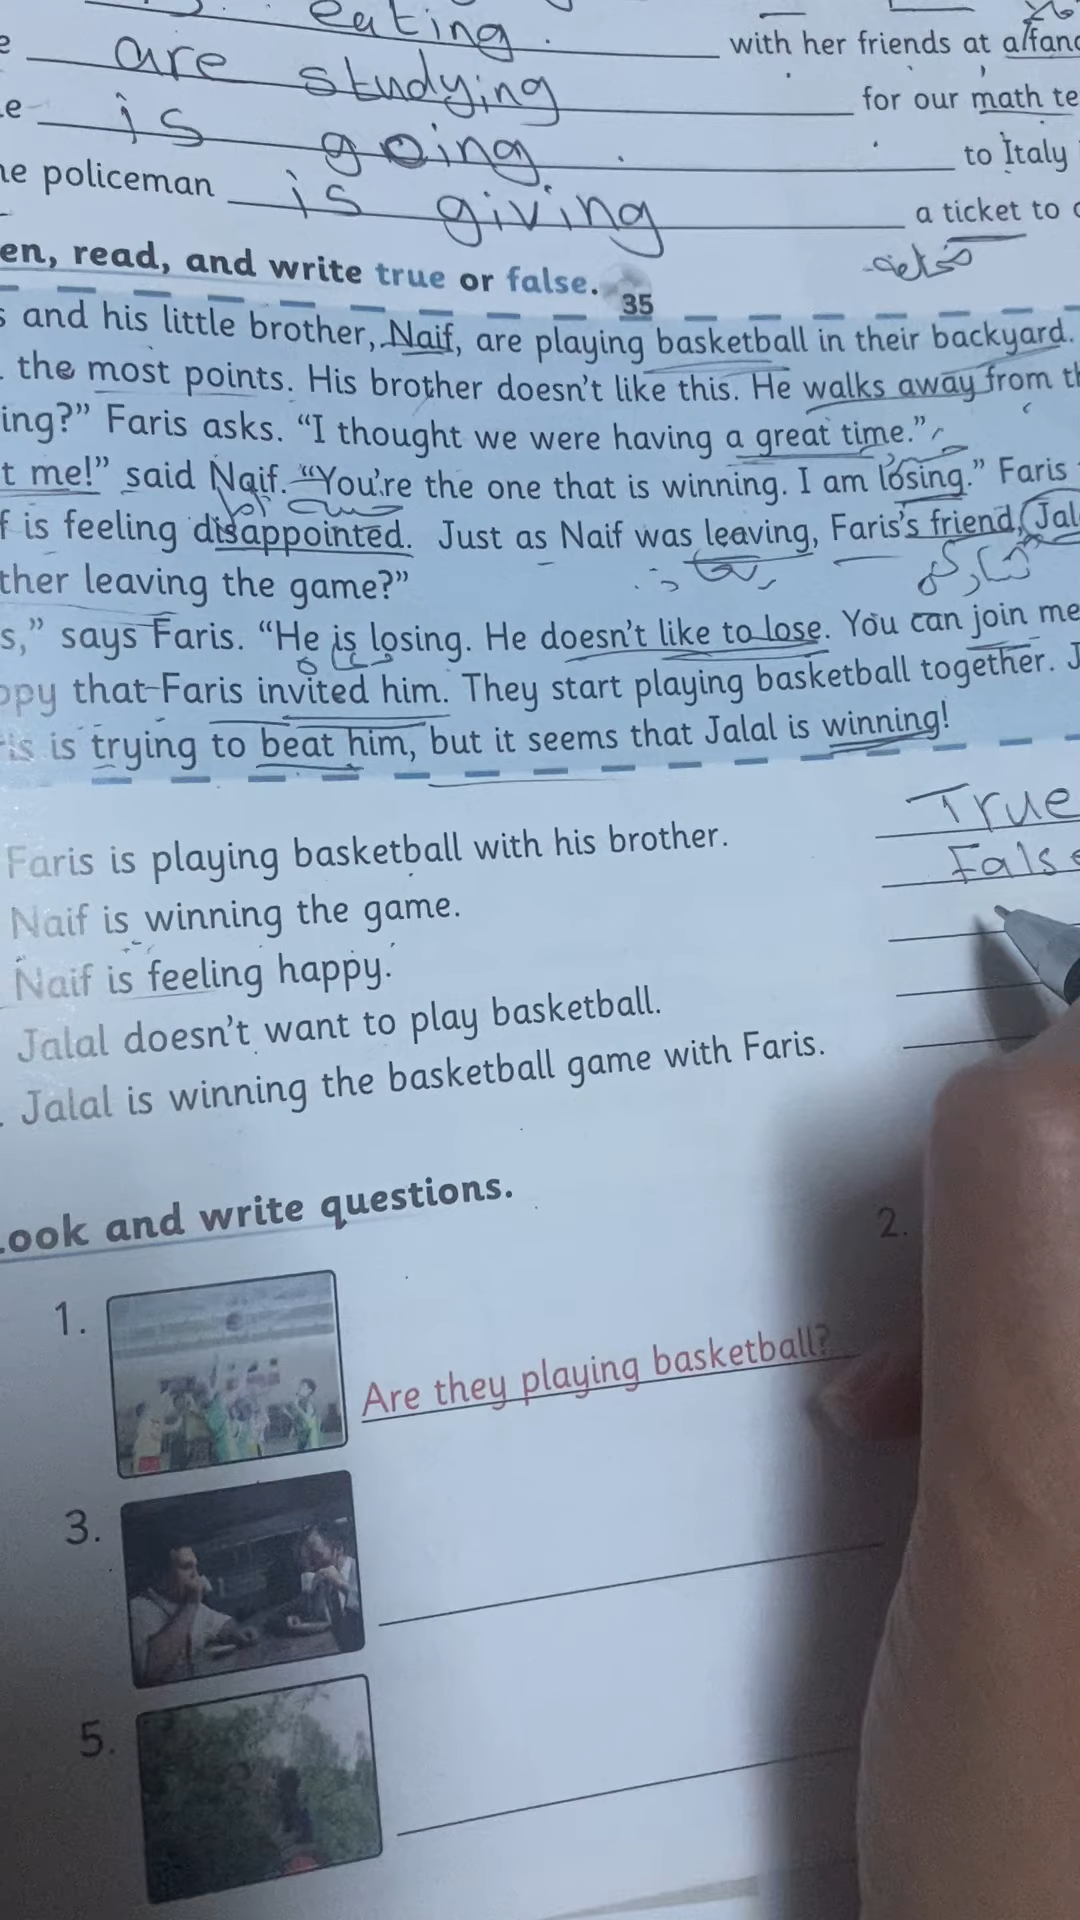 eating
with her friends at a fanc
are studying
for our math te
e is going to Italy
he policeman is giving a ticket to
en, read, and write true or false. 35
s and his little brother, Naif, are playing basketball in their backyard.
the most points. His brother doesn't like this. He walks away from th
ing?" Faris asks. "I thought we were having a great time."
t me!" said Naif. "You're the one that is winning. I am losing." Faris
f is feeling disappointed. Just as Naif was leaving, Faris's friend, Jal
ther leaving the game?"
s," says Faris. "He is losing. He doesn't like to lose. You can join me
ppy that Faris invited him. They start playing basketball together. J
is is trying to beat him, but it seems that Jalal is winning!
Faris is playing basketball with his brother. True
Naif is winning the game. False
Naif is feeling happy.
Jalal doesn't want to play basketball.
Jalal is winning the basketball game with Faris.
Look and write questions.
1. Are they playing basketball?
2.
3.
5.